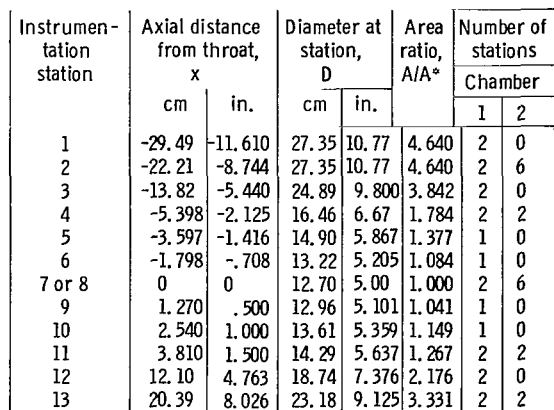 Instrumen- Axial distance Diameter at Area Number of
tation from throat, station, ratio, stations
station x D A/A* Chamber
cm in. cm in. 1 2
1 -29.49 -11.610 27.35 10.77 4.640 2 0
2 -22.21 -8.744 27.35 10.77 4.640 2 6
3 -13.82 -5.440 24.89 9.800 3.842 2 0
4 -5.398 -2.125 16.46 6.67 1.784 2 2
5 -3.597 -1.416 14.90 5.867 1.377 1 0
6 -1.798 -.708 13.22 5.205 1.084 1 0
7 or 8 0 0 12.70 5.00 1.000 2 6
9 1.270 .500 12.96 5.101 1.041 1 0
10 2.540 1.000 13.61 5.359 1.149 1 0
11 3.810 1.500 14.29 5.637 1.267 2 2
12 12.10 4.763 18.74 7.376 2.176 2 0
13 20.39 8.026 23.18 9.125 3.331 2 2